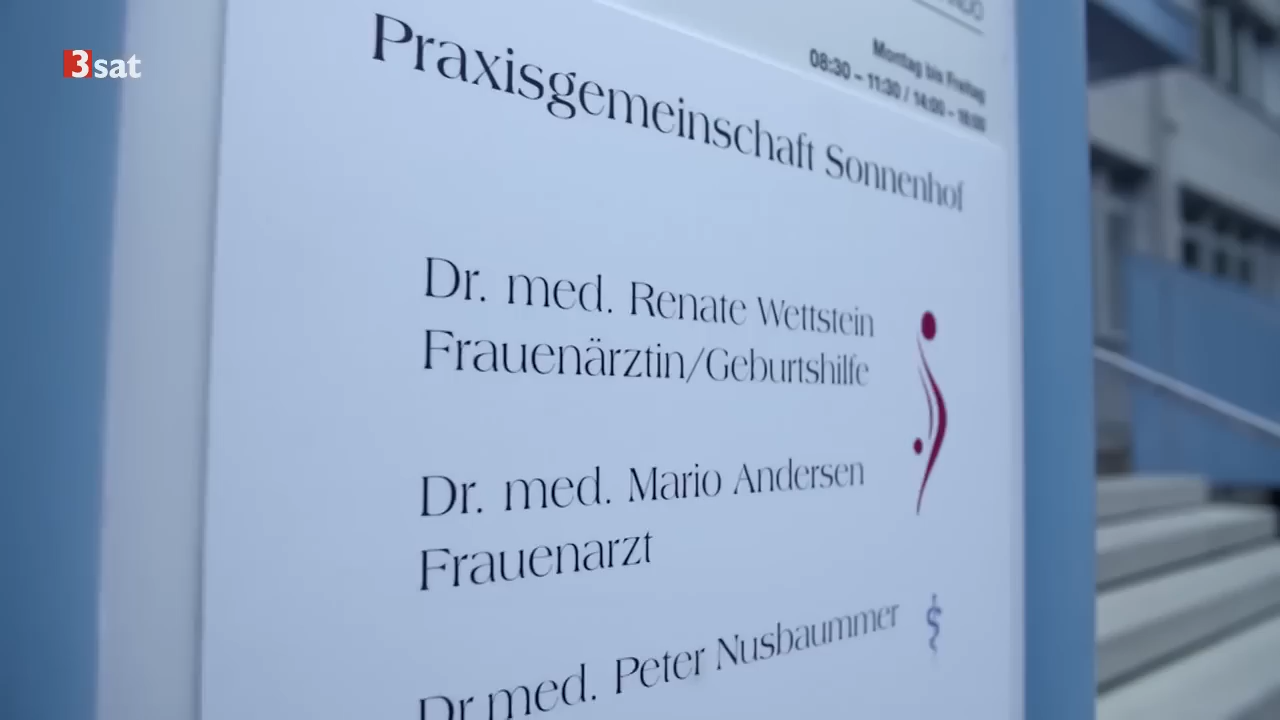 3sat
Montag bis Freitag
08:30 – 11:30 / 14:00 – 18:00
Praxisgemeinschaft Sonnenhof
Dr. med. Renate Wettstein
Frauenärztin/Geburtshilfe
Dr. med. Mario Andersen
Frauenarzt
Dr med. Peter Nusbaummer